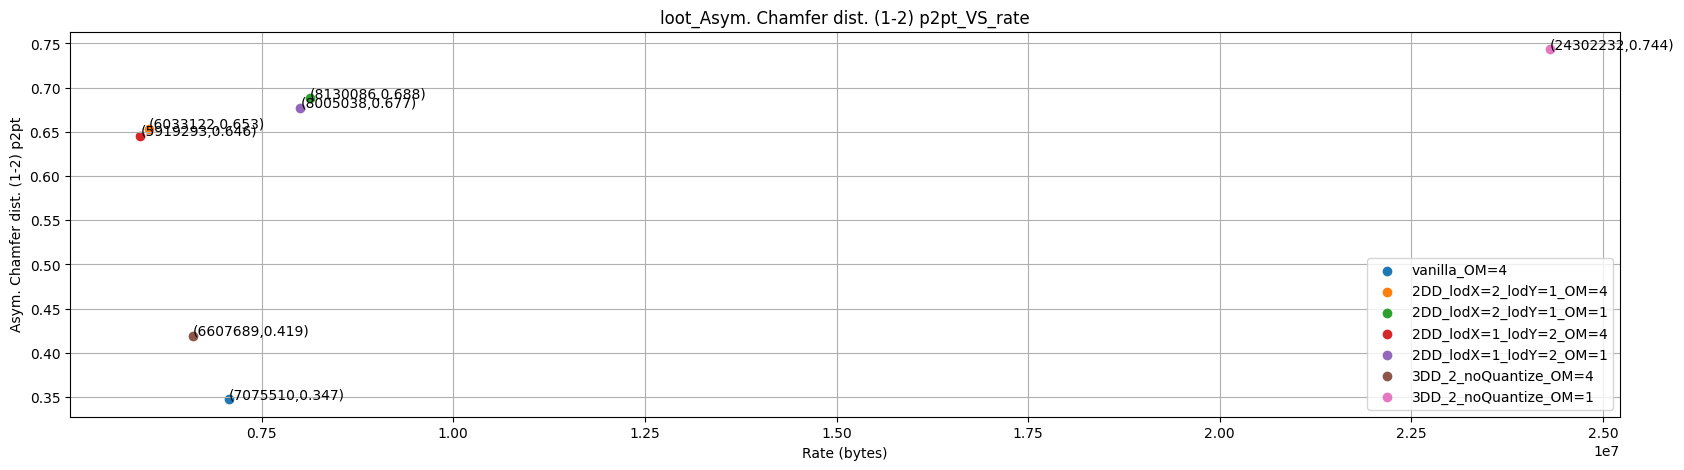 loot_Asym. Chamfer dist. (1-2) p2pt_VS_rate
0.75
0.70
0.65
0.60
0.55
0.50
0.45
0.40
0.35
Asym. Chamfer dist. (1-2) p2pt
(24302232,0.744)
(8130086,0.688)
(8005038,0.677)
(6033122,0.653)
(5919293,0.646)
(6607689,0.419)
(7075510,0.347)
vanilla_OM=4
2DD_lodX=2_lodY=1_OM=4
2DD_lodX=2_lodY=1_OM=1
2DD_lodX=1_lodY=2_OM=4
2DD_lodX=1_lodY=2_OM=1
3DD_2_noQuantize_OM=4
3DD_2_noQuantize_OM=1
0.75 1.00 1.25 1.50 1.75 2.00 2.25 2.50
1e7
Rate (bytes)